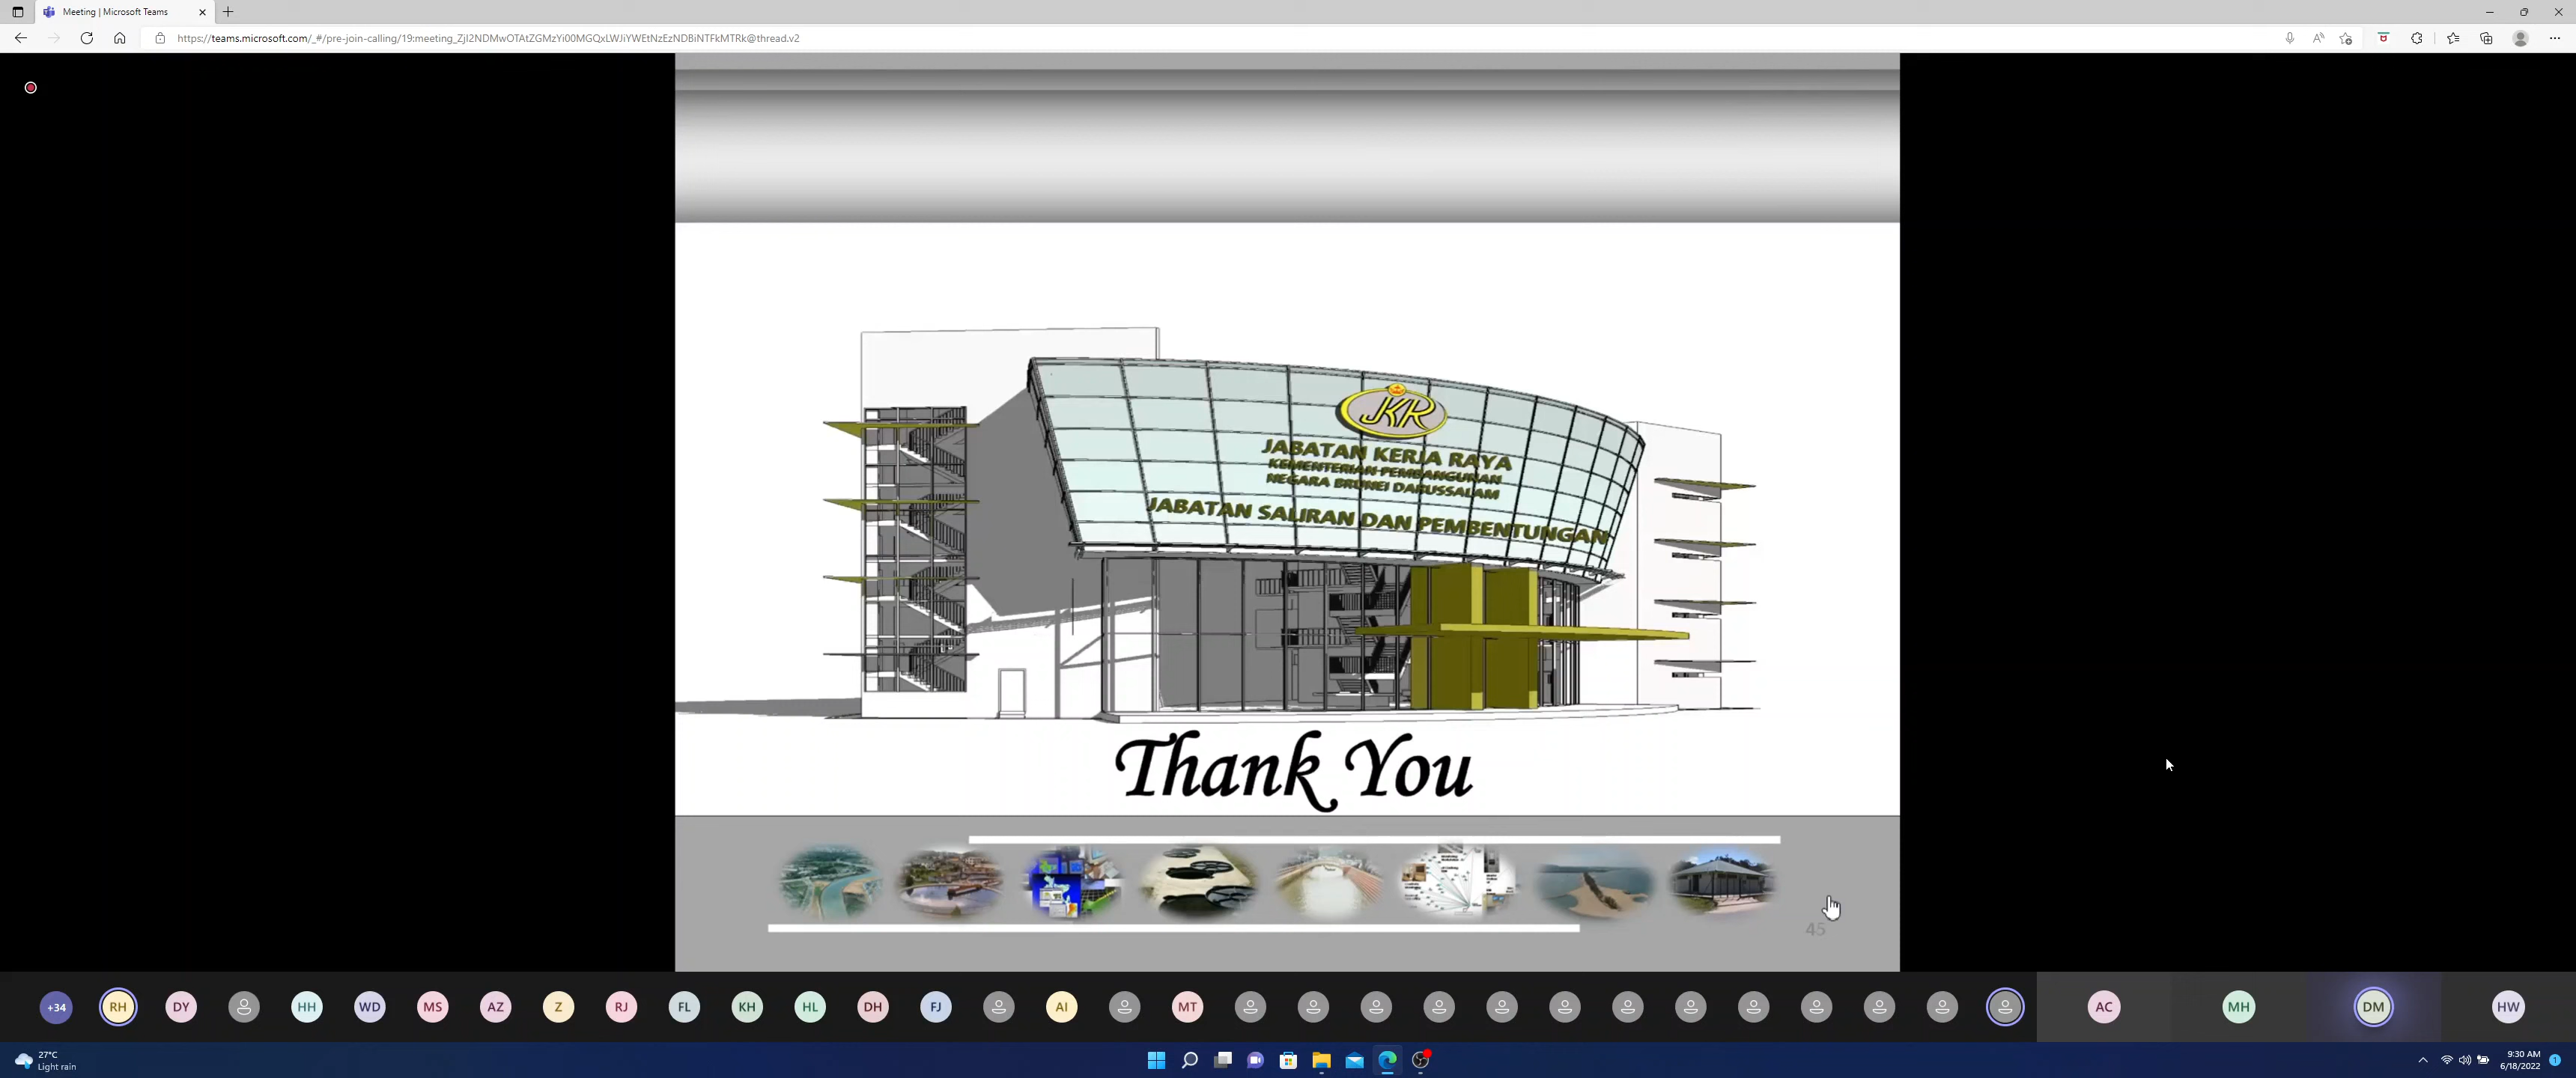 Meeting | Microsoft Teams
https://teams.microsoft.com/_#/pre-join-calling/19:meeting_ZjI2NDMwOTAtZGMzYi00MGQxLWJiYWEtNzEzNDBiNTFkMTRk@thread.v2
JKR
JABATAN KERJA RAYA
KEMENTERIAN PEMBANGUNAN
NEGARA BRUNEI DARUSSALAM
JABATAN SALIRAN DAN PEMBENTUNGAN
Thank You
45
+34 RH DY HH WD MS AZ Z RJ FL KH HL DH FJ AI MT AC MH DM HW
27°C
Light rain
9:30 AM
6/18/2022
1